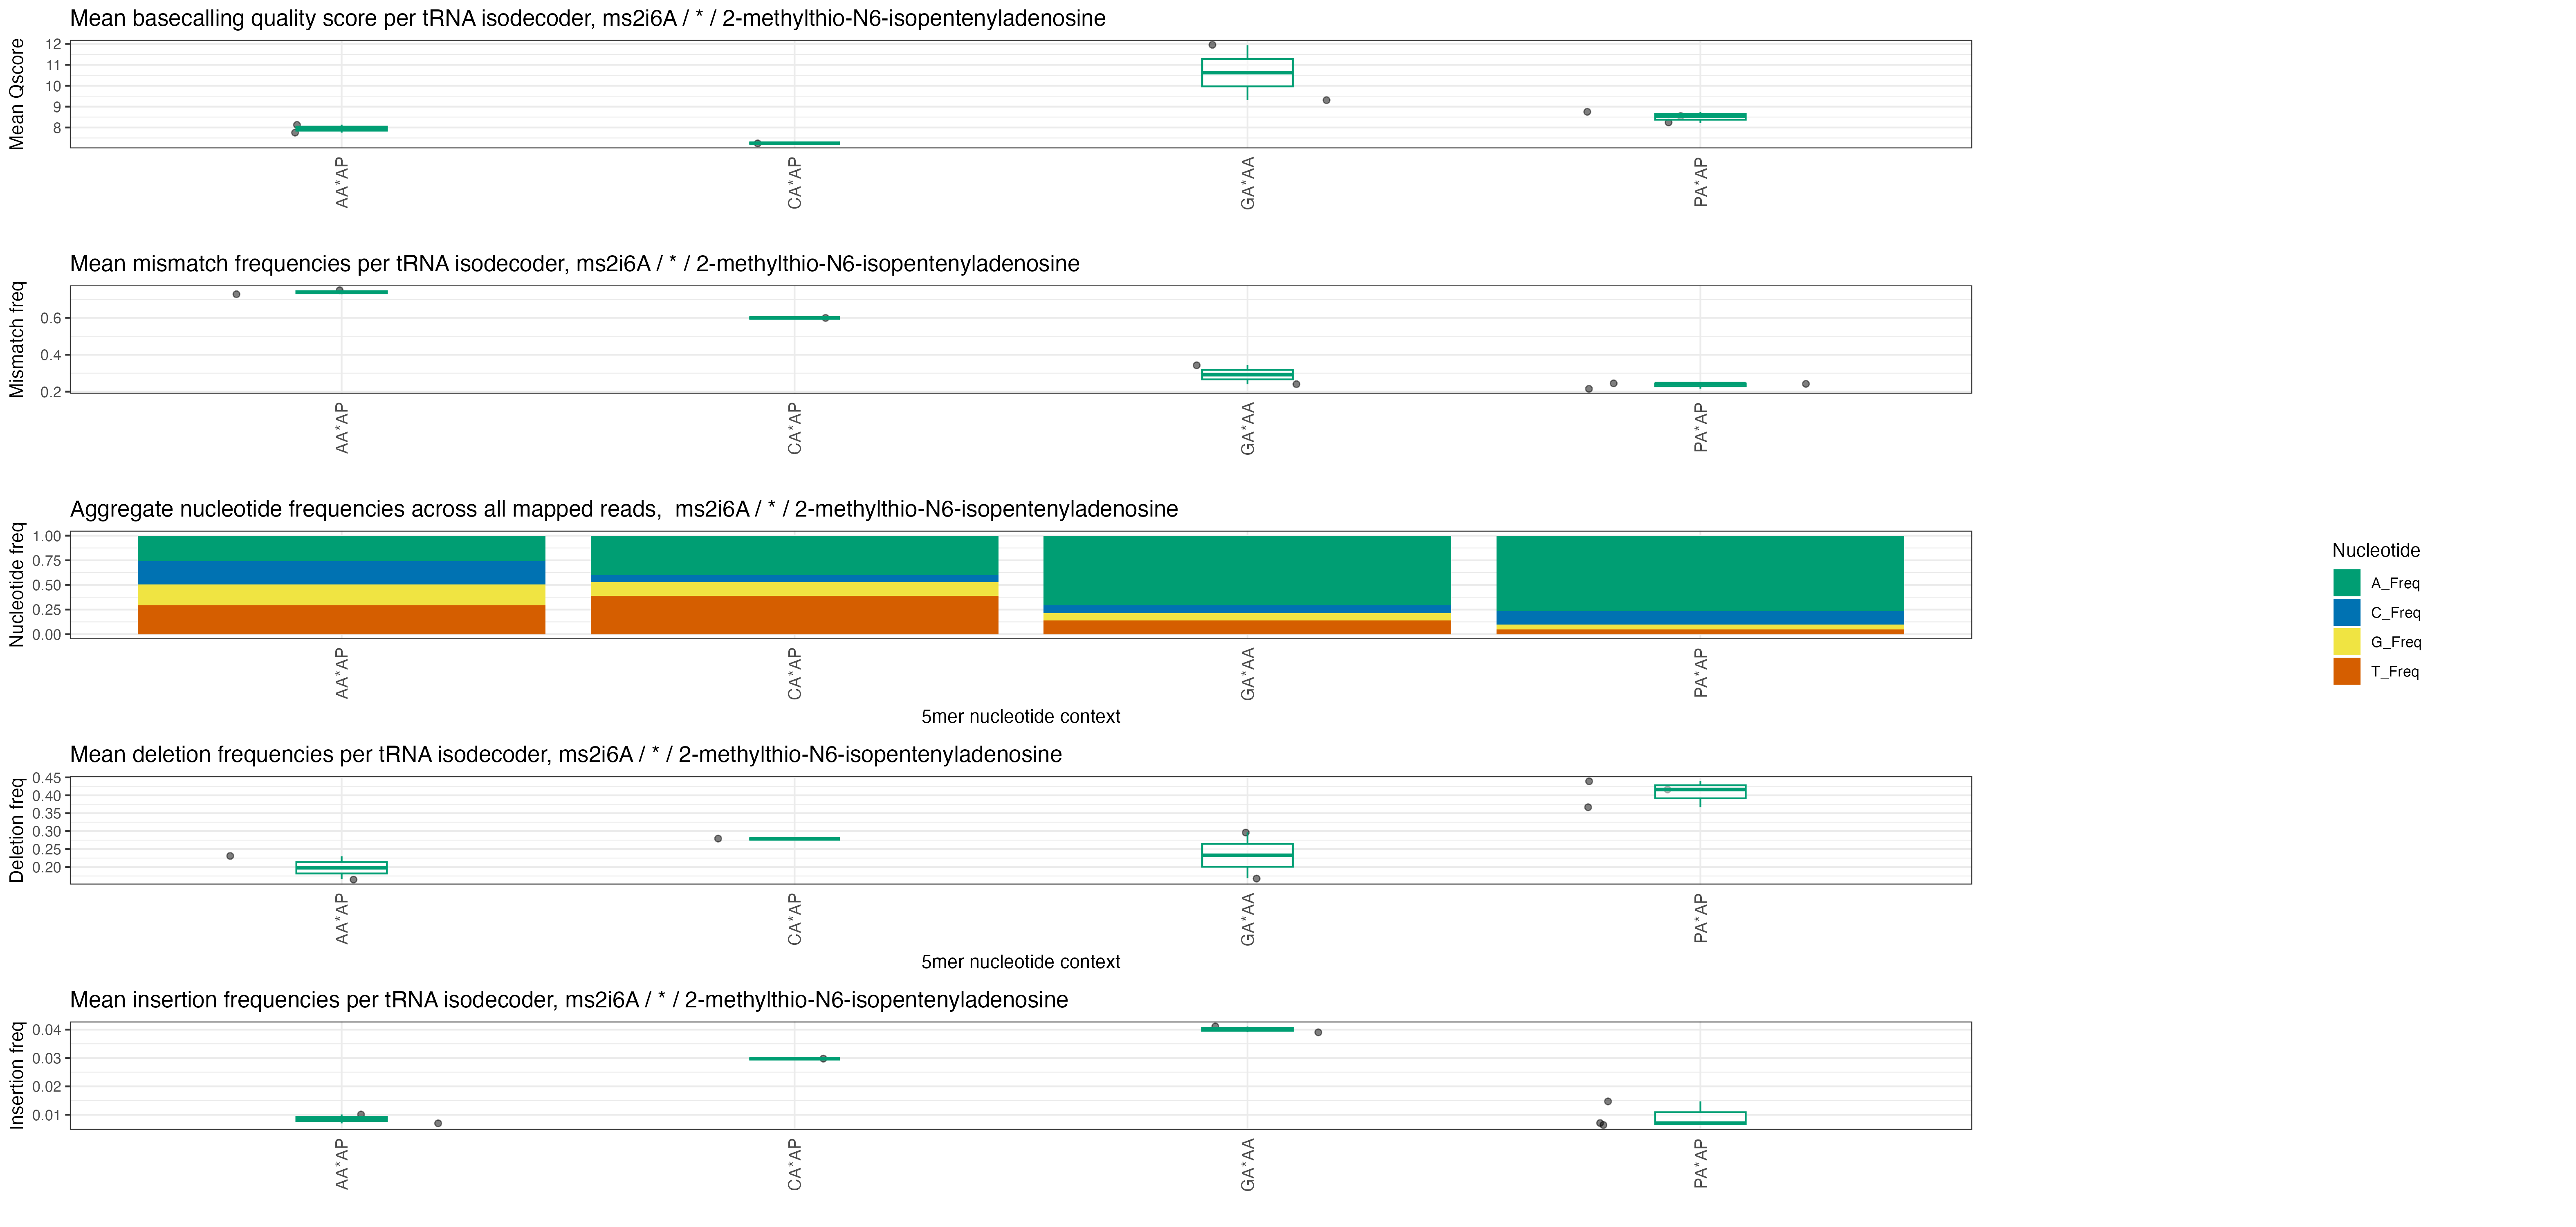 Mean basecalling quality score per tRNA isodecoder, ms2i6A / * / 2-methylthio-N6-isopentenyladenosine
Mean Qscore
12
11
10
9
8
AA*AP
CA*AP
GA*AA
PA*AP
Mean mismatch frequencies per tRNA isodecoder, ms2i6A / * / 2-methylthio-N6-isopentenyladenosine
Mismatch freq
0.6
0.4
0.2
AA*AP
CA*AP
GA*AA
PA*AP
Aggregate nucleotide frequencies across all mapped reads,  ms2i6A / * / 2-methylthio-N6-isopentenyladenosine
Nucleotide freq
1.00
0.75
0.50
0.25
0.00
AA*AP
CA*AP
GA*AA
PA*AP
5mer nucleotide context
Nucleotide
A_Freq
C_Freq
G_Freq
T_Freq
Mean deletion frequencies per tRNA isodecoder, ms2i6A / * / 2-methylthio-N6-isopentenyladenosine
Deletion freq
0.45
0.40
0.35
0.30
0.25
0.20
AA*AP
CA*AP
GA*AA
PA*AP
5mer nucleotide context
Mean insertion frequencies per tRNA isodecoder, ms2i6A / * / 2-methylthio-N6-isopentenyladenosine
Insertion freq
0.04
0.03
0.02
0.01
AA*AP
CA*AP
GA*AA
PA*AP